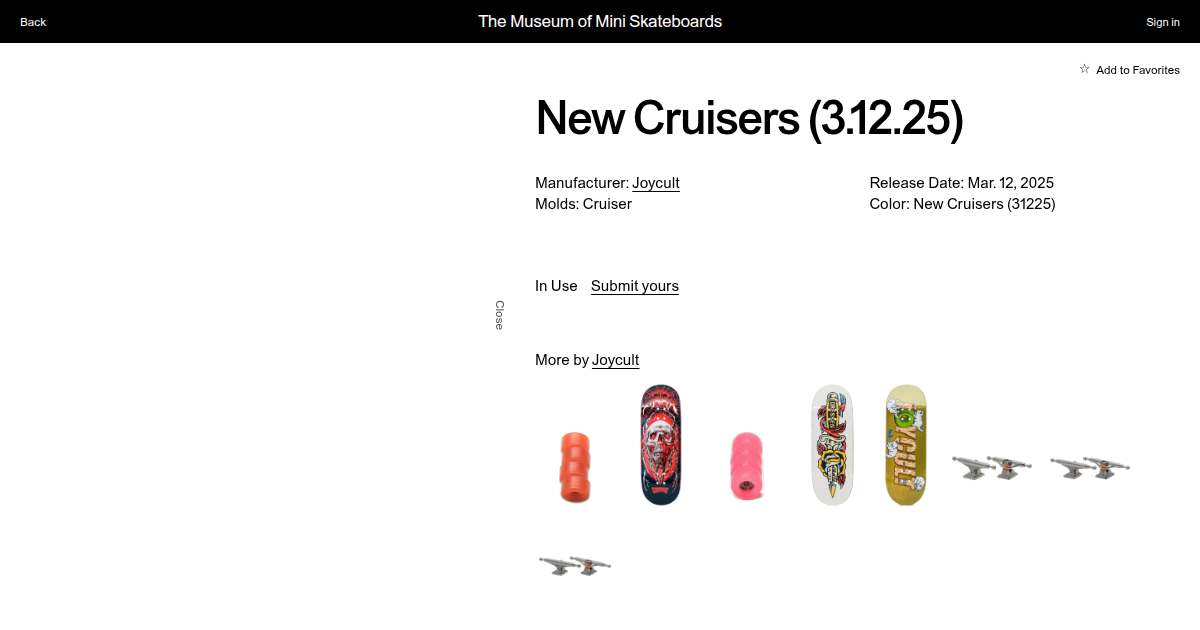 Back
The Museum of Mini Skateboards
Sign in
☆ Add to Favorites
New Cruisers (3.12.25)
Manufacturer: Joycult
Release Date: Mar. 12, 2025
Molds: Cruiser
Color: New Cruisers (31225)
In Use Submit yours
Close
More by Joycult